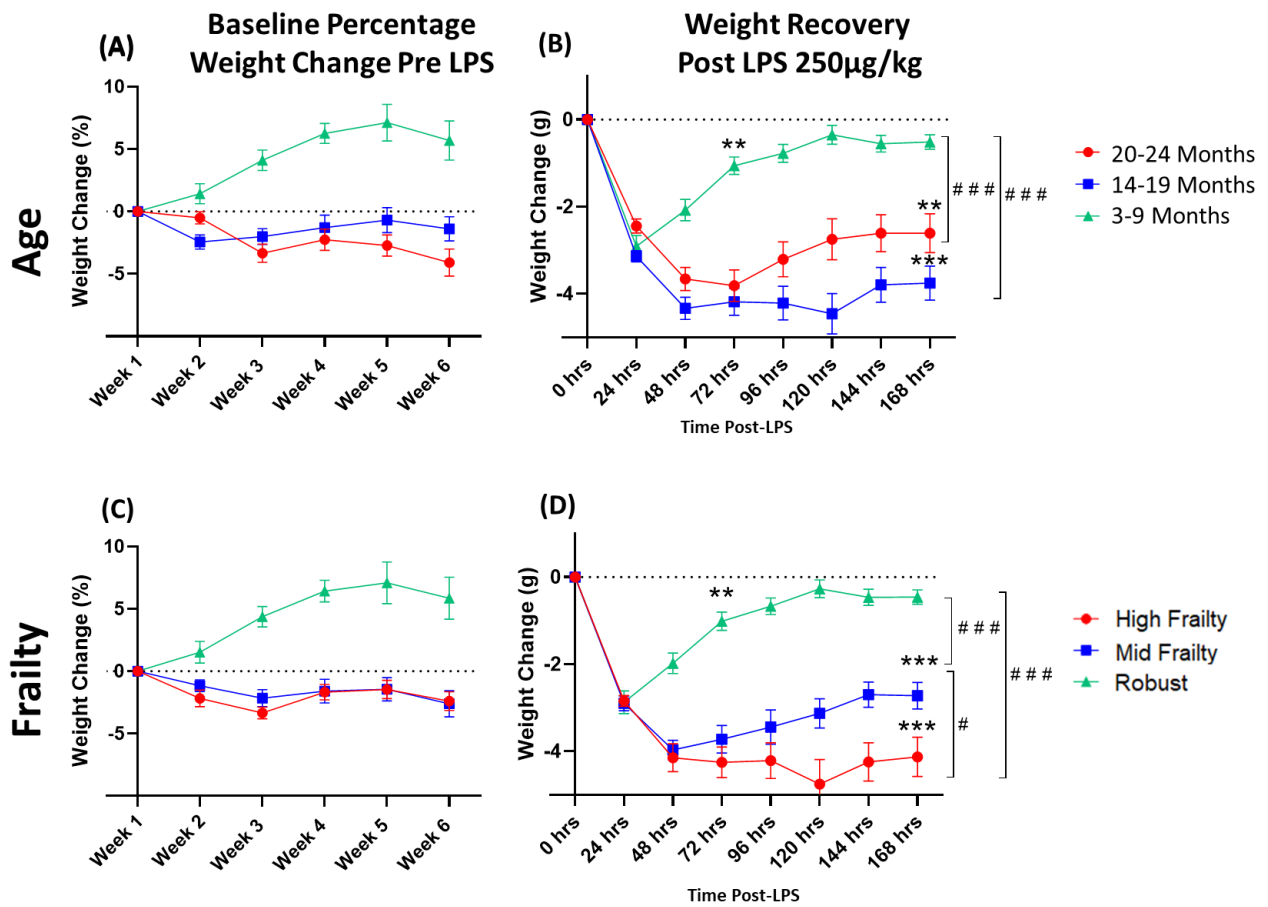 Baseline Percentage
Weight Change Pre LPS
Weight Recovery
Post LPS 250µg/kg
Age
(A)
Weight Change (%)
10
5
0
-5
Week 1
Week 2
Week 3
Week 4
Week 5
Week 6
(B)
Weight Change (g)
0
-2
-4
**
**
***
# # #
# # #
0 hrs
24 hrs
48 hrs
72 hrs
96 hrs
120 hrs
144 hrs
168 hrs
Time Post-LPS
20-24 Months
14-19 Months
3-9 Months
Frailty
(C)
Weight Change (%)
10
5
0
-5
Week 1
Week 2
Week 3
Week 4
Week 5
Week 6
(D)
Weight Change (g)
0
-2
-4
**
***
***
# # #
#
# # #
0 hrs
24 hrs
48 hrs
72 hrs
96 hrs
120 hrs
144 hrs
168 hrs
Time Post-LPS
High Frailty
Mid Frailty
Robust